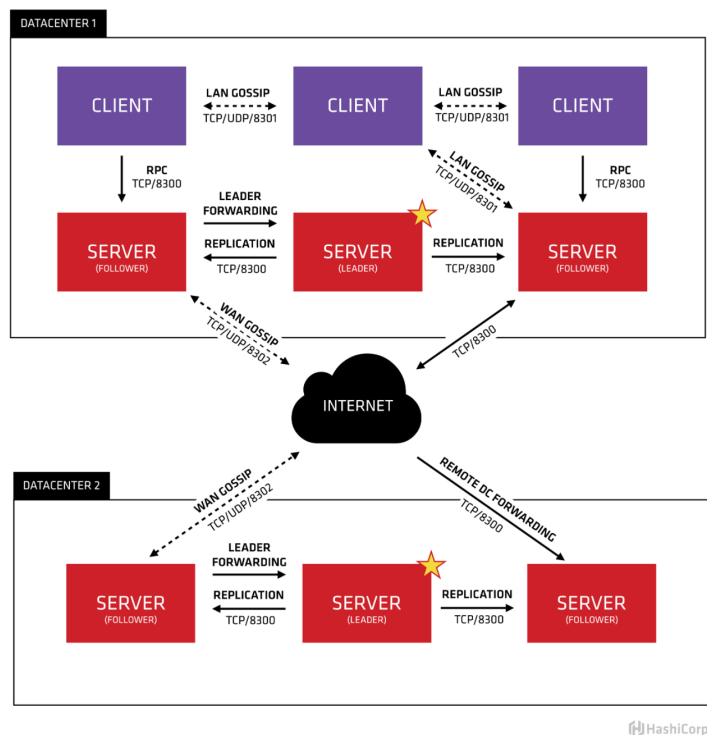 DATACENTER 1
CLIENT
LAN GOSSIP
TCP/UDP/8301
CLIENT
LAN GOSSIP
TCP/UDP/8301
CLIENT
RPC
TCP/8300
LAN GOSSIP
TCP/UDP/8301
RPC
TCP/8300
SERVER
(FOLLOWER)
LEADER
FORWARDING
REPLICATION
TCP/8300
SERVER
(LEADER)
REPLICATION
TCP/8300
SERVER
(FOLLOWER)
WAN GOSSIP
TCP/UDP/8302
TCP/8300
INTERNET
DATACENTER 2
WAN GOSSIP
TCP/UDP/8302
REMOTE DC FORWARDING
TCP/8300
SERVER
(FOLLOWER)
LEADER
FORWARDING
REPLICATION
TCP/8300
SERVER
(LEADER)
REPLICATION
TCP/8300
SERVER
(FOLLOWER)
HashiCorp